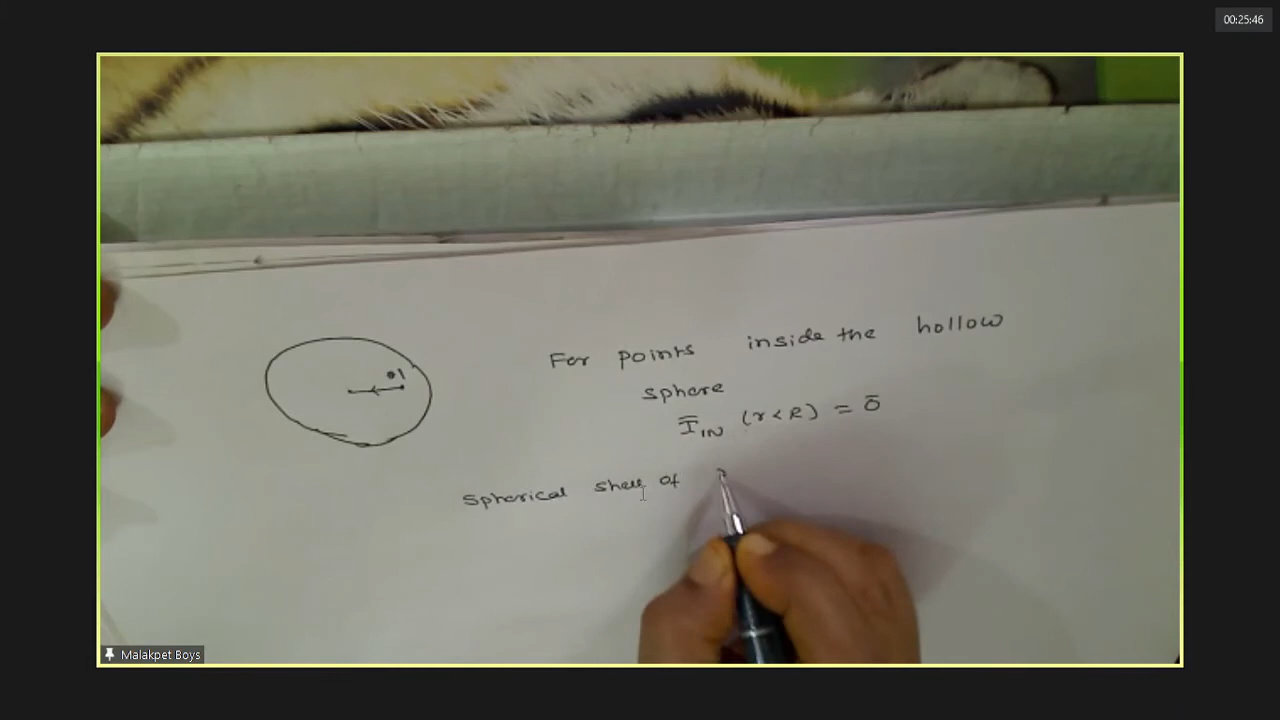 00:25:46
For points inside the hollow
sphere
I̅ IN (r < R) = 0̅
Spherical shell of
Malakpet Boys